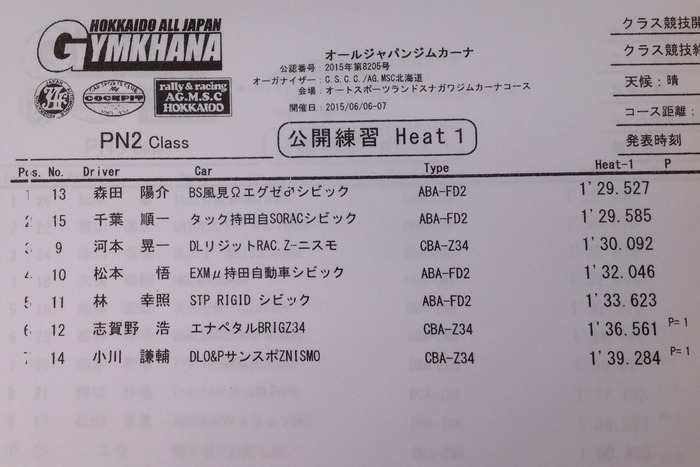 HOKKAIDO ALL JAPAN
GYMKHANA
オールジャパンジムカーナ
公認番号：2015年第8205号
オーガナイザー：C.S.C.C./AG.MSC北海道
会場：オートスポーツランドスナガワジムカーナコース
開催日：2015/06/06-07
クラス競技開
クラス競技終
天候：晴
コース距離：
発表時刻
COCKPIT
rally & racing
AG.M.S.C
HOKKAIDO
PN2 Class
公開練習 Heat 1
Pos. No. Driver Car Type Heat-1 P
1 13 森田 陽介 BS風見Ωエグゼ♂シビック ABA-FD2 1'29.527
2 15 千葉 順一 タック持田自SORACシビック ABA-FD2 1'29.585
3 9 河本 晃一 DLリジットRAC.Z-ニスモ CBA-Z34 1'30.092
4 10 松本 悟 EXMμ持田自動車シビック ABA-FD2 1'32.046
5 11 林 幸照 STP RIGID シビック ABA-FD2 1'33.623
6 12 志賀野 浩 エナペタルBRIGZ34 CBA-Z34 1'36.561 P=1
7 14 小川 謙輔 DLO&PサンスポZNISMO CBA-Z34 1'39.284 P=1